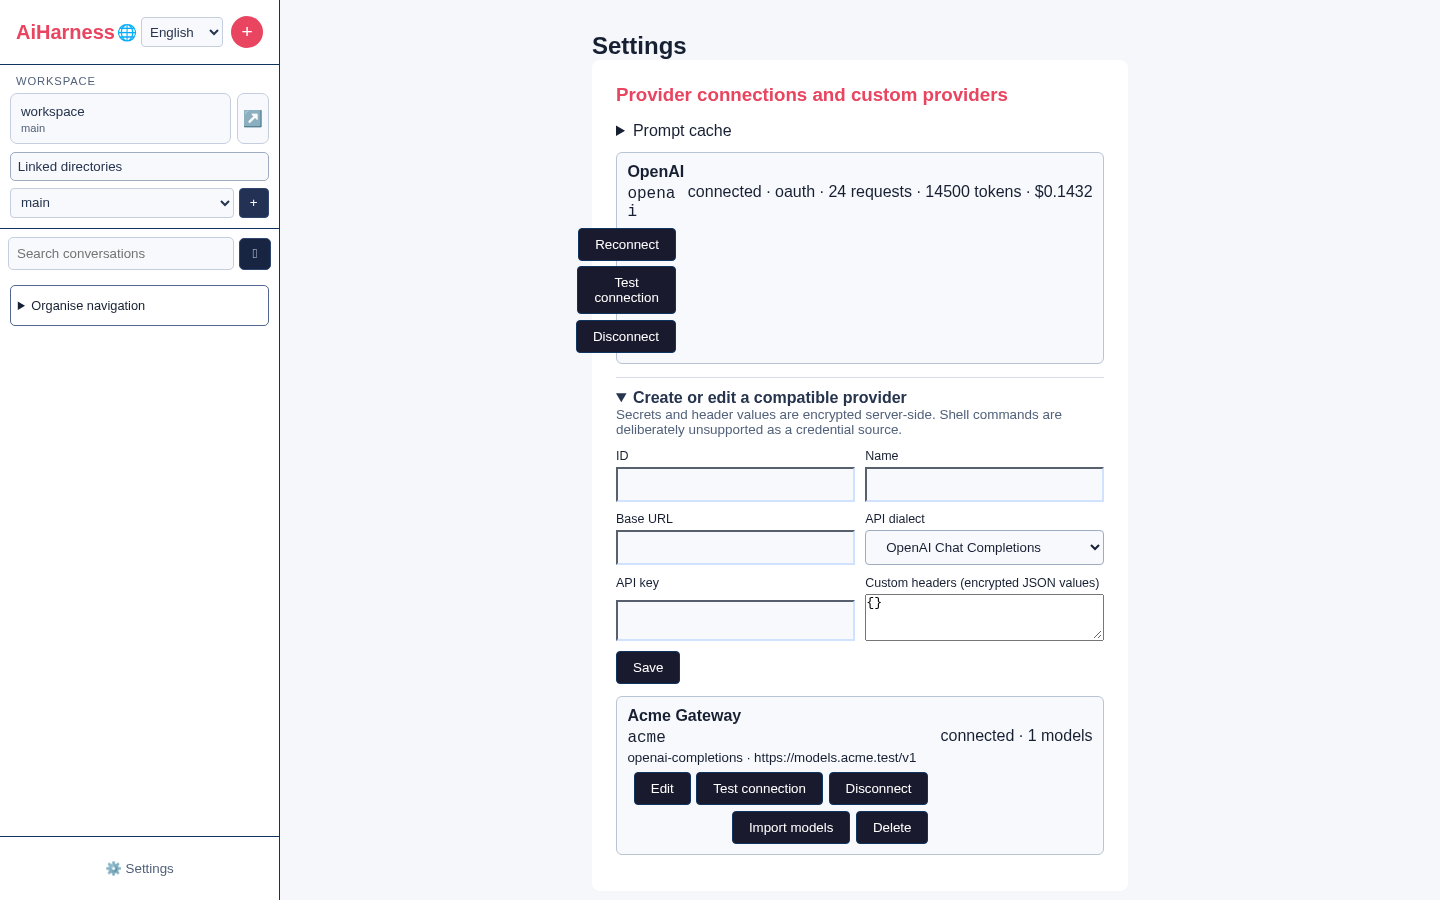 AiHarness
English
+
WORKSPACE
workspace
main
Linked directories
main
+
Search conversations
Organise navigation
Settings
Settings
Provider connections and custom providers
Prompt cache
OpenAI
opena
i
connected · oauth · 24 requests · 14500 tokens · $0.1432
Reconnect
Test
connection
Disconnect
Create or edit a compatible provider
Secrets and header values are encrypted server-side. Shell commands are
deliberately unsupported as a credential source.
ID
Name
Base URL
API dialect
OpenAI Chat Completions
API key
Custom headers (encrypted JSON values)
{}
Save
Acme Gateway
acme
connected · 1 models
openai-completions · https://models.acme.test/v1
Edit
Test connection
Disconnect
Import models
Delete